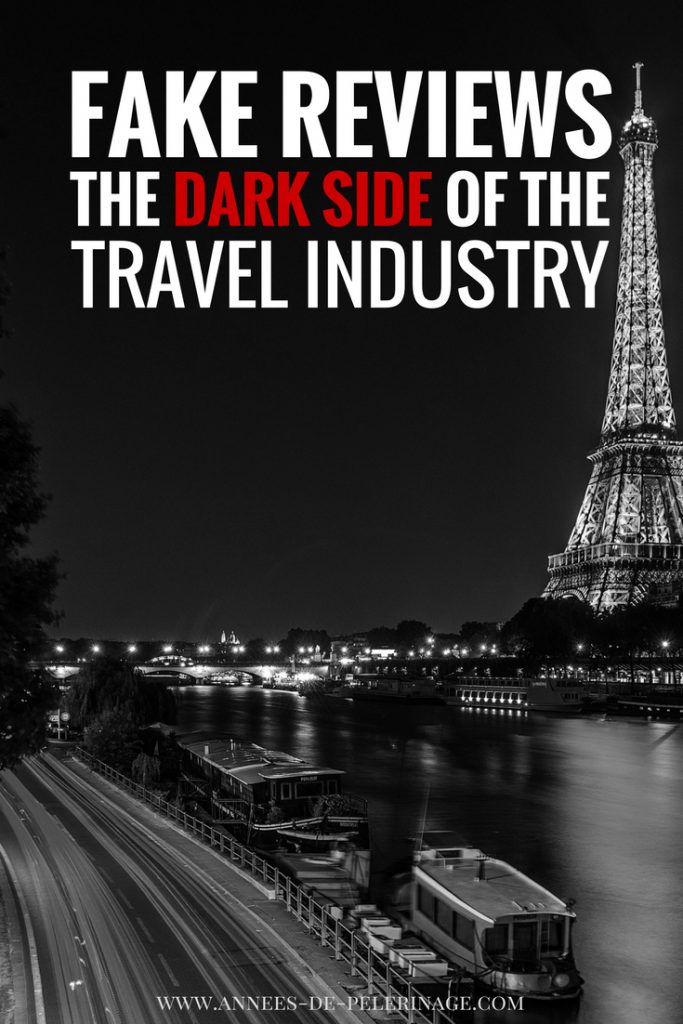 FAKE REVIEWS
THE DARK SIDE OF THE
TRAVEL INDUSTRY
WWW.ANNEES-DE-PELERINAGE.COM